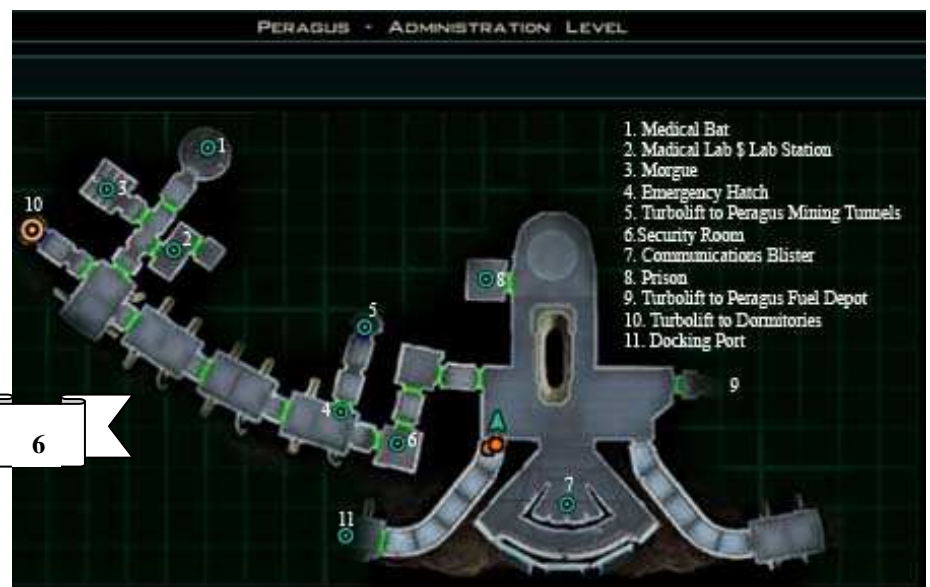 PERAGUS - ADMINISTRATION LEVEL
1. Medical Bat
2. Madical Lab $ Lab Station
3. Morgue
4. Emergency Hatch
5. Turbolift to Peragus Mining Tunnels
6.Security Room
7. Communications Blister
8. Prison
9. Turbolift to Peragus Fuel Depot
10. Turbolift to Dormitories
11. Docking Port
1
3
10
2
8
5
9
4
6
6
7
11